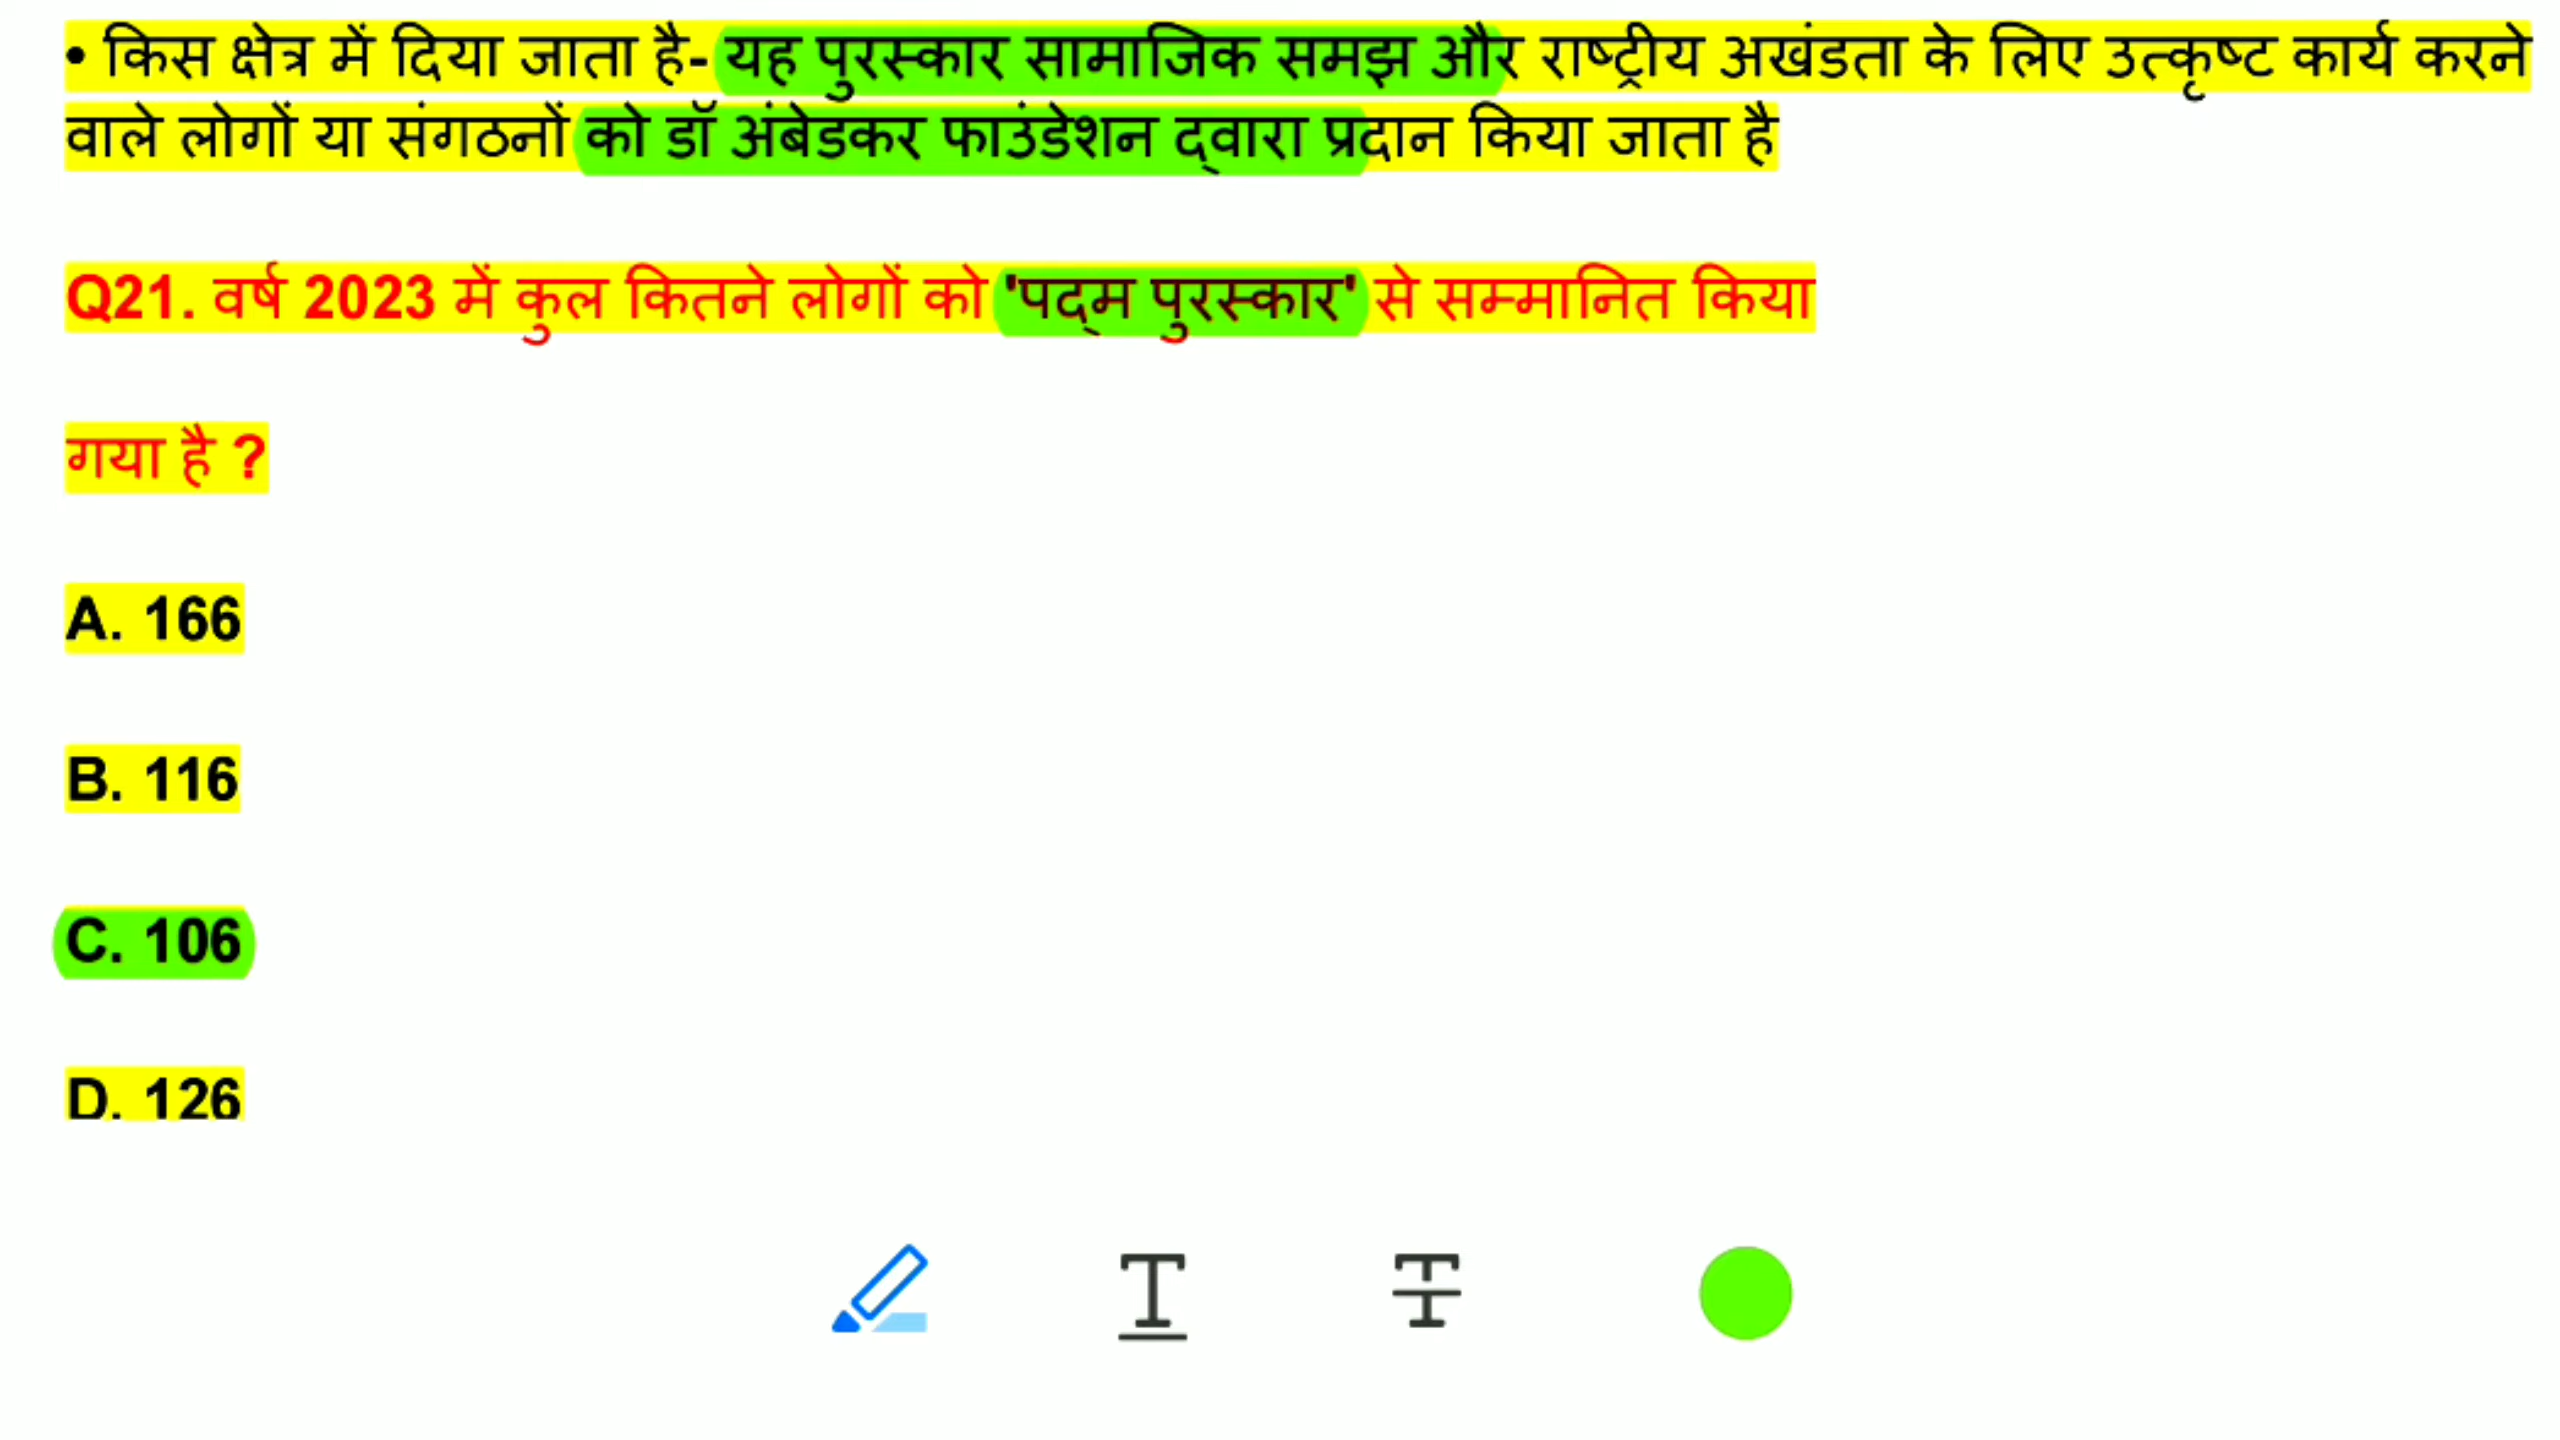 • किस क्षेत्र में दिया जाता है- यह पुरस्कार सामाजिक समझ और राष्ट्रीय अखंडता के लिए उत्कृष्ट कार्य करने
वाले लोगों या संगठनों को डॉ अंबेडकर फाउंडेशन द्वारा प्रदान किया जाता है
Q21. वर्ष 2023 में कुल कितने लोगों को 'पद्म पुरस्कार' से सम्मानित किया
गया है ?
A. 166
B. 116
C. 106
D. 126